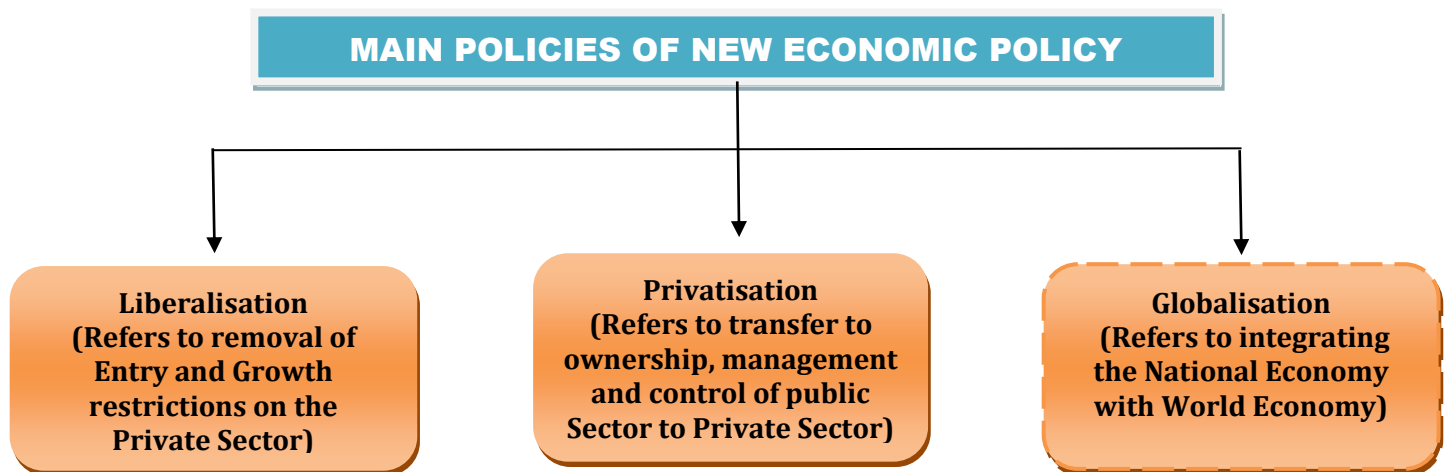 MAIN POLICIES OF NEW ECONOMIC POLICY
Liberalisation
(Refers to removal of
Entry and Growth
restrictions on the
Private Sector)
Privatisation
(Refers to transfer to
ownership, management
and control of public
Sector to Private Sector)
Globalisation
(Refers to integrating
the National Economy
with World Economy)